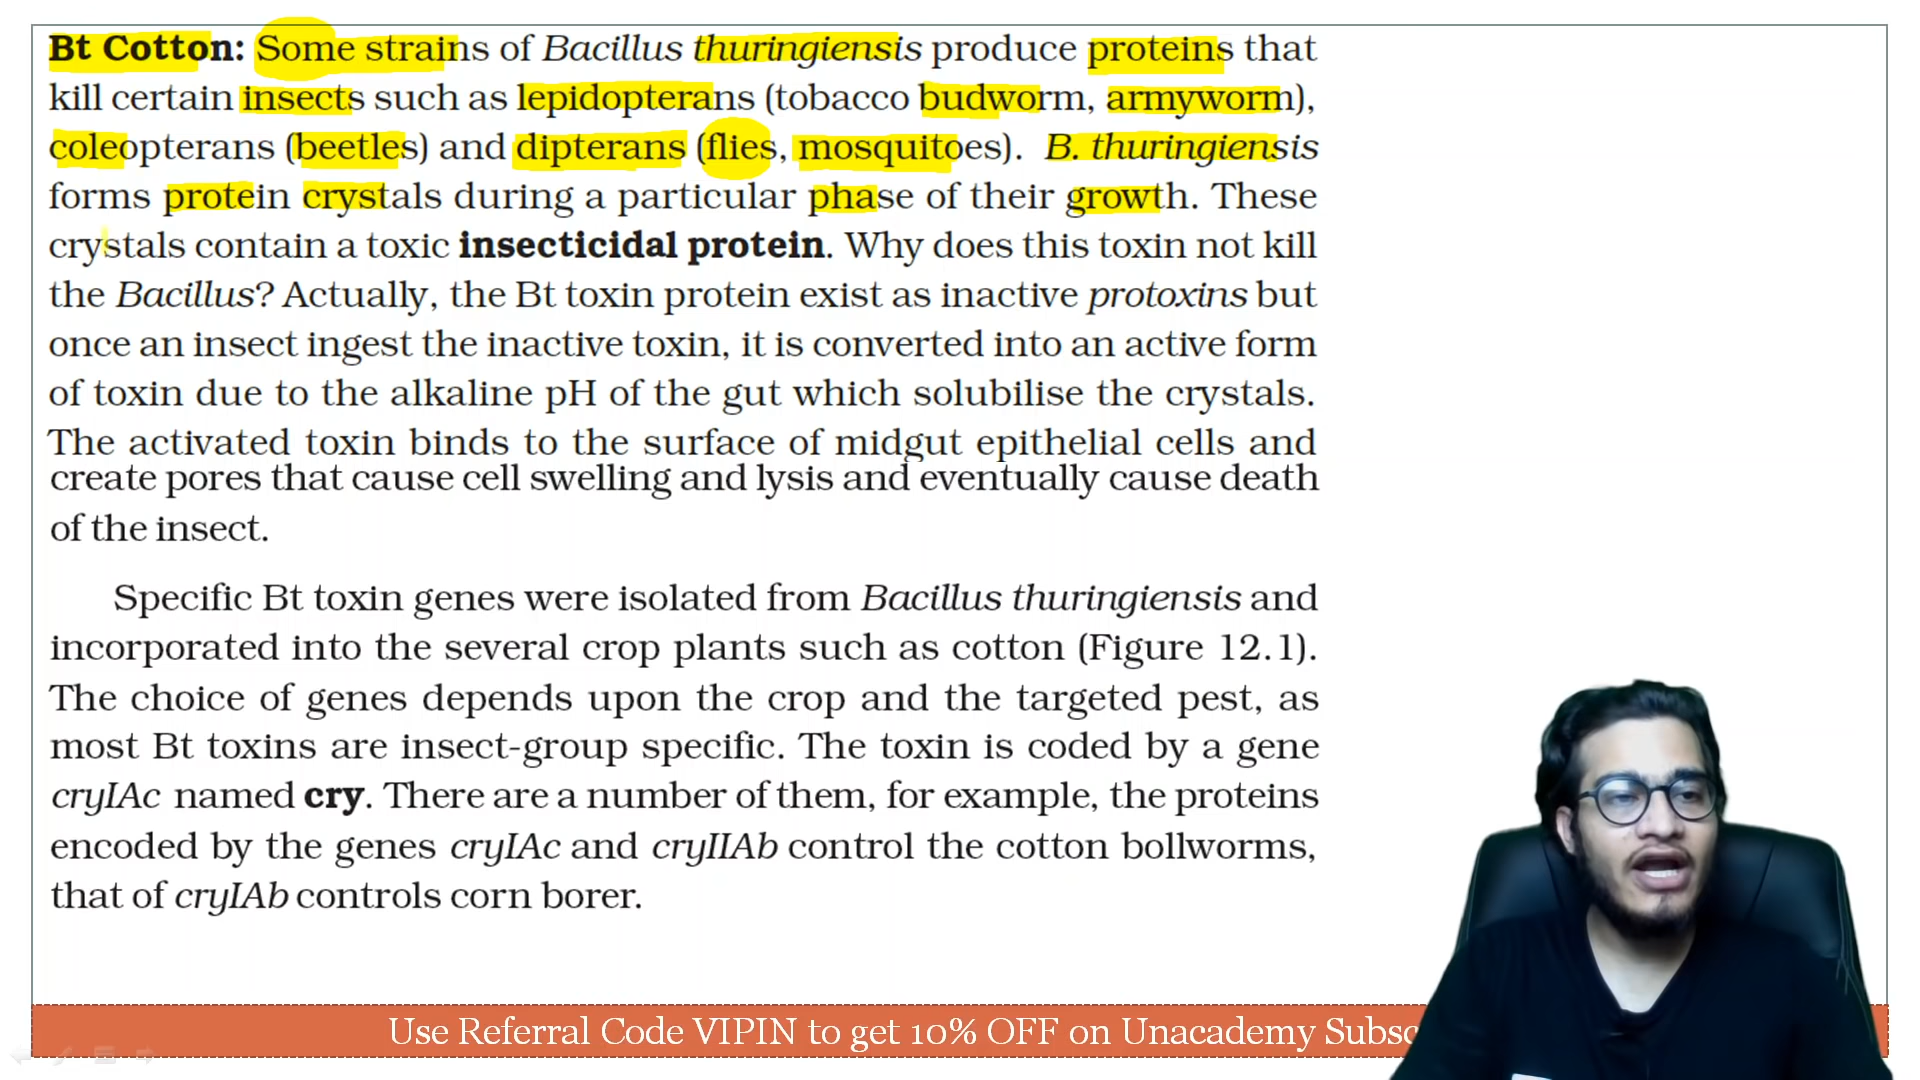 Bt Cotton: Some strains of Bacillus thuringiensis produce proteins that
kill certain insects such as lepidopterans (tobacco budworm, armyworm),
coleopterans (beetles) and dipterans (flies, mosquitoes). B. thuringiensis
forms protein crystals during a particular phase of their growth. These
crystals contain a toxic insecticidal protein. Why does this toxin not kill
the Bacillus? Actually, the Bt toxin protein exist as inactive protoxins but
once an insect ingest the inactive toxin, it is converted into an active form
of toxin due to the alkaline pH of the gut which solubilise the crystals.
The activated toxin binds to the surface of midgut epithelial cells and
create pores that cause cell swelling and lysis and eventually cause death
of the insect.
Specific Bt toxin genes were isolated from Bacillus thuringiensis and
incorporated into the several crop plants such as cotton (Figure 12.1).
The choice of genes depends upon the crop and the targeted pest, as
most Bt toxins are insect-group specific. The toxin is coded by a gene
cryIAc named cry. There are a number of them, for example, the proteins
encoded by the genes cryIAc and cryIIAb control the cotton bollworms,
that of cryIAb controls corn borer.
Use Referral Code VIPIN to get 10% OFF on Unacademy Subsc